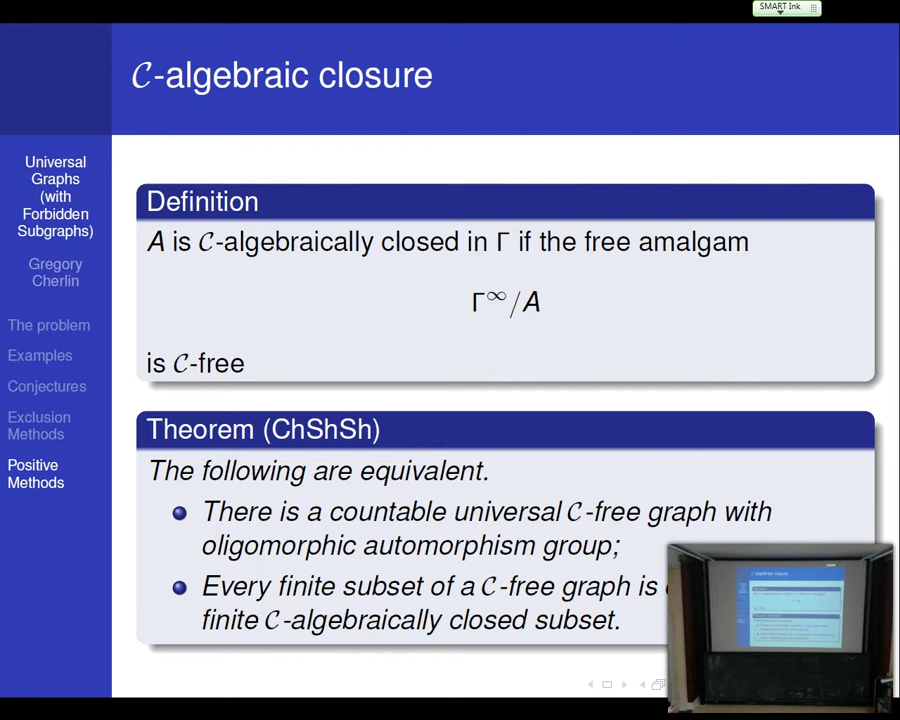 SMART Ink
C-algebraic closure
Universal
Graphs
(with
Forbidden
Subgraphs)
Gregory
Cherlin
The problem
Examples
Conjectures
Exclusion
Methods
Positive
Methods
Definition
A is C-algebraically closed in Γ if the free amalgam
Γ^∞/A
is C-free
Theorem (ChShSh)
The following are equivalent.
There is a countable universal C-free graph with
oligomorphic automorphism group;
Every finite subset of a C-free graph is
finite C-algebraically closed subset.